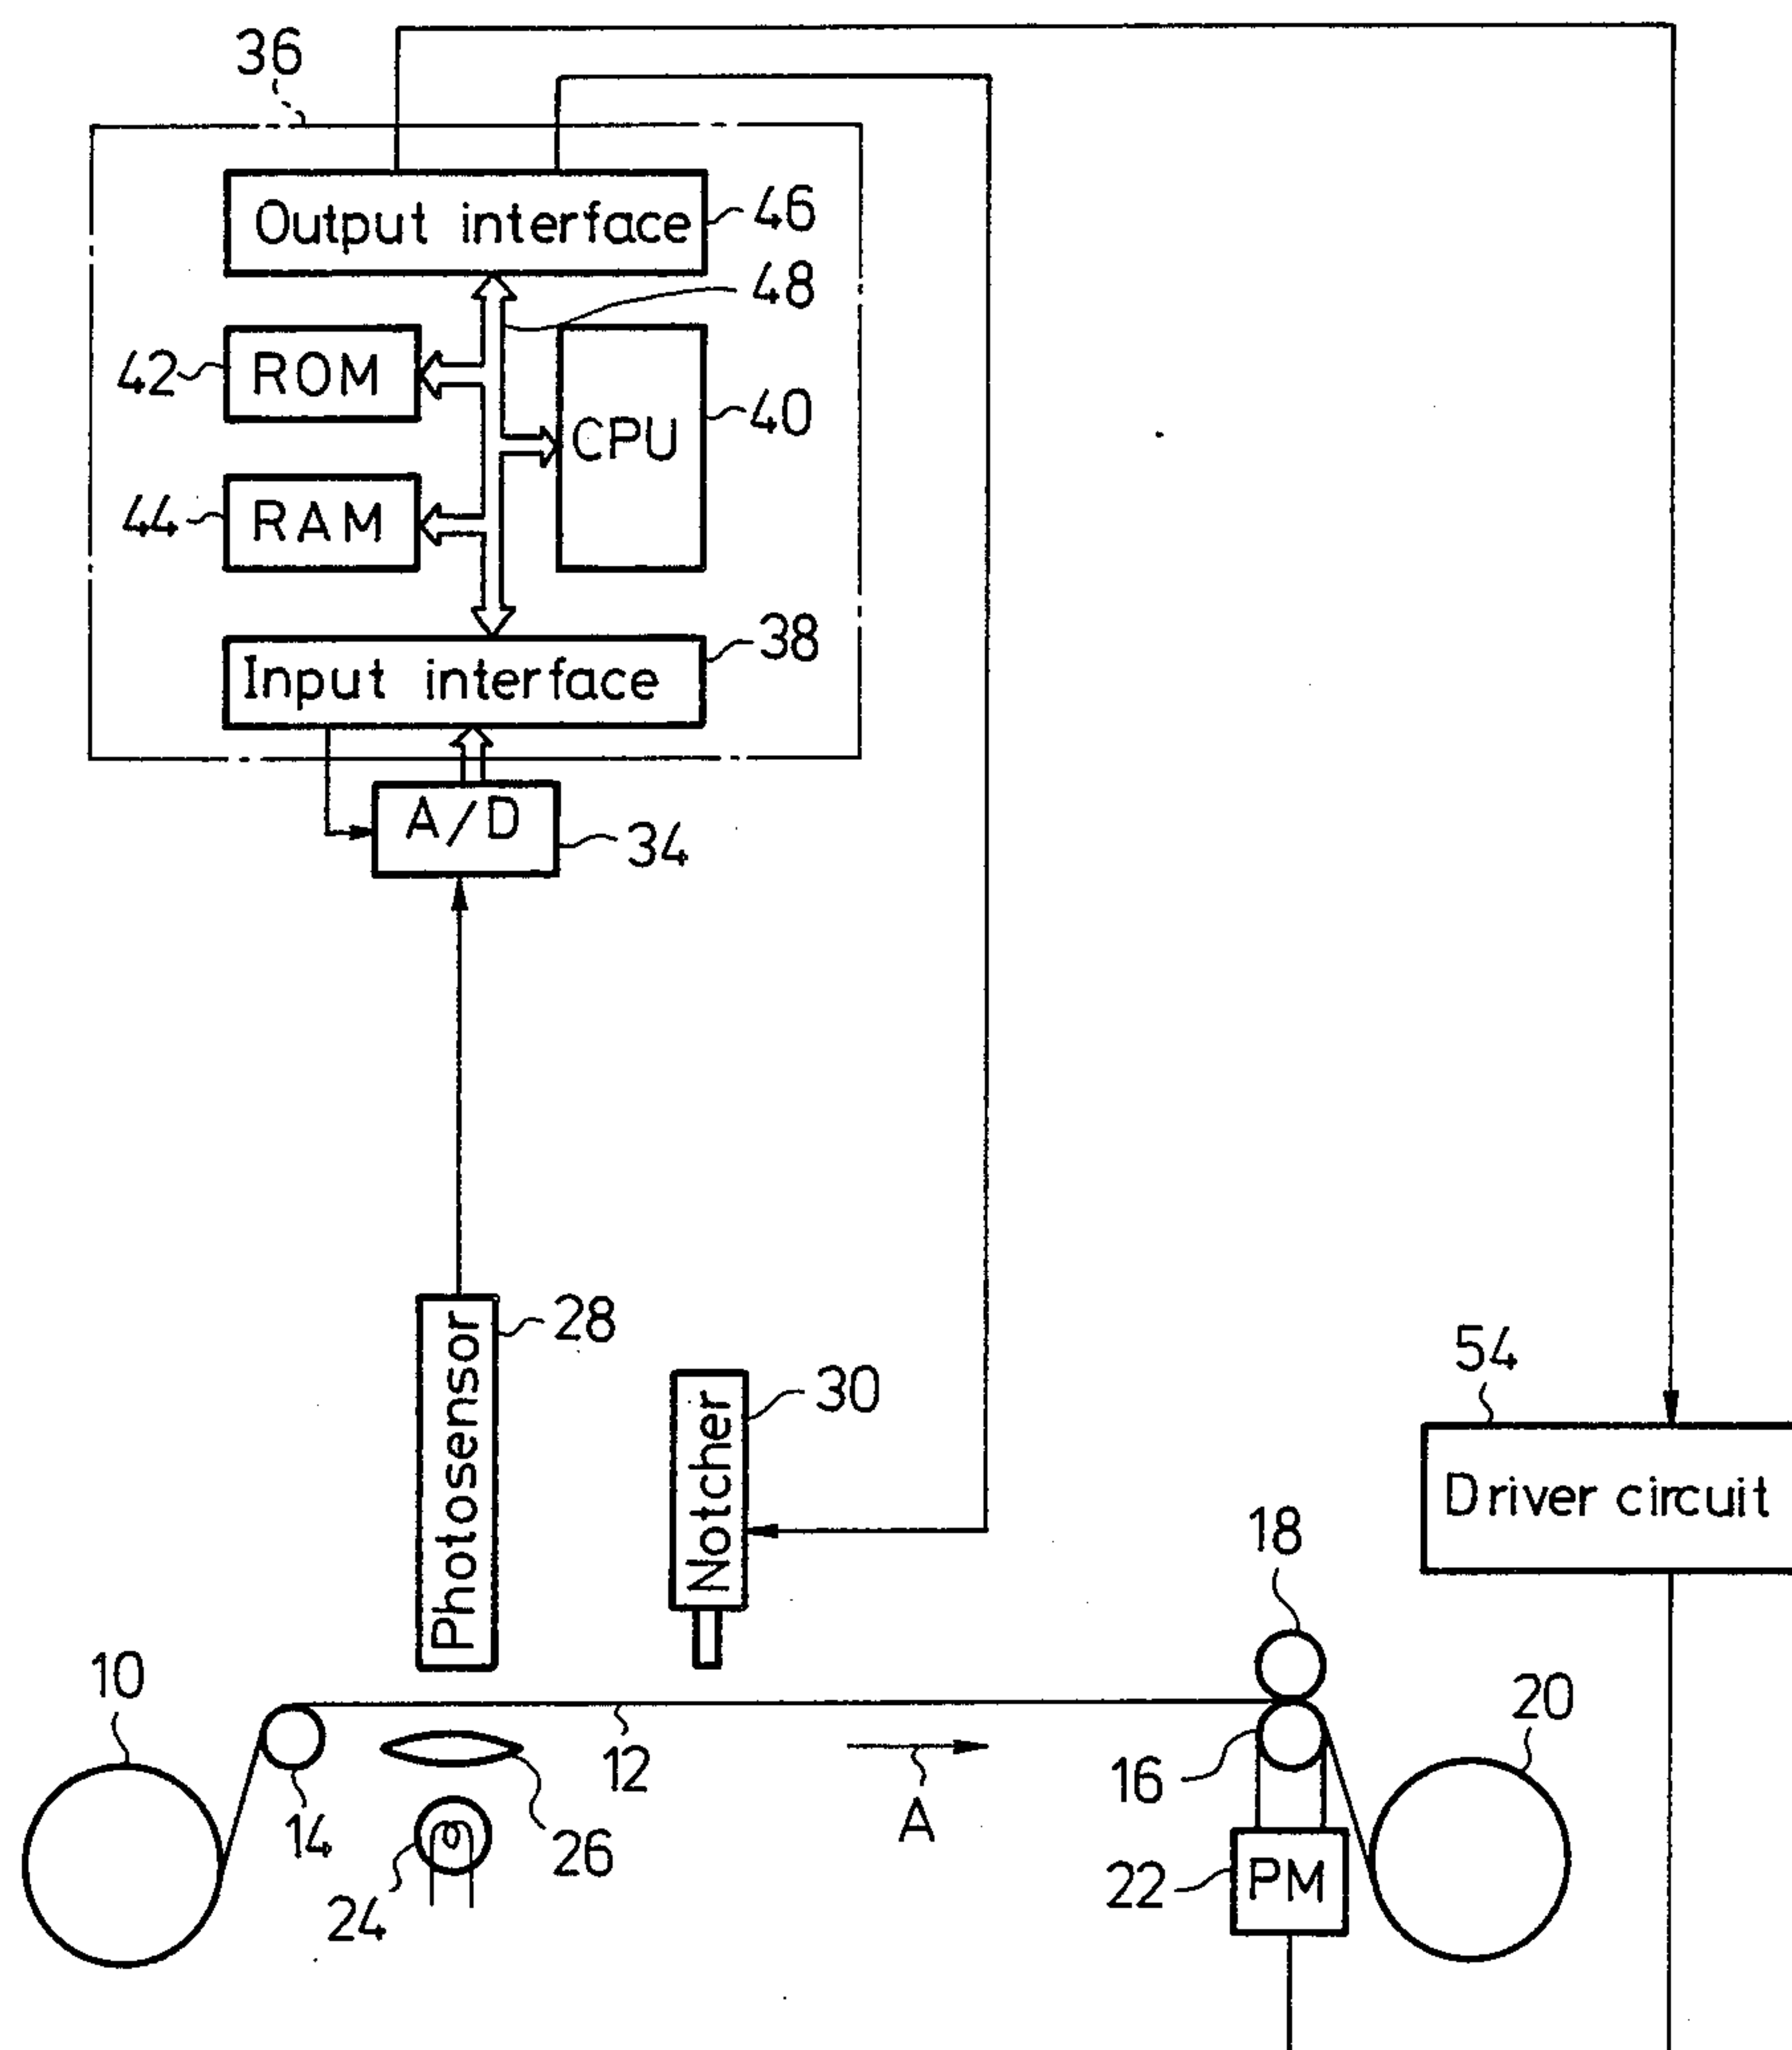 36
Output interface
46
48
42
ROM
CPU
40
44
RAM
Input interface
38
A/D
34
Photosensor
28
Notcher
30
54
Driver circuit
18
10
20
12
16
14
A
26
24
22
PM